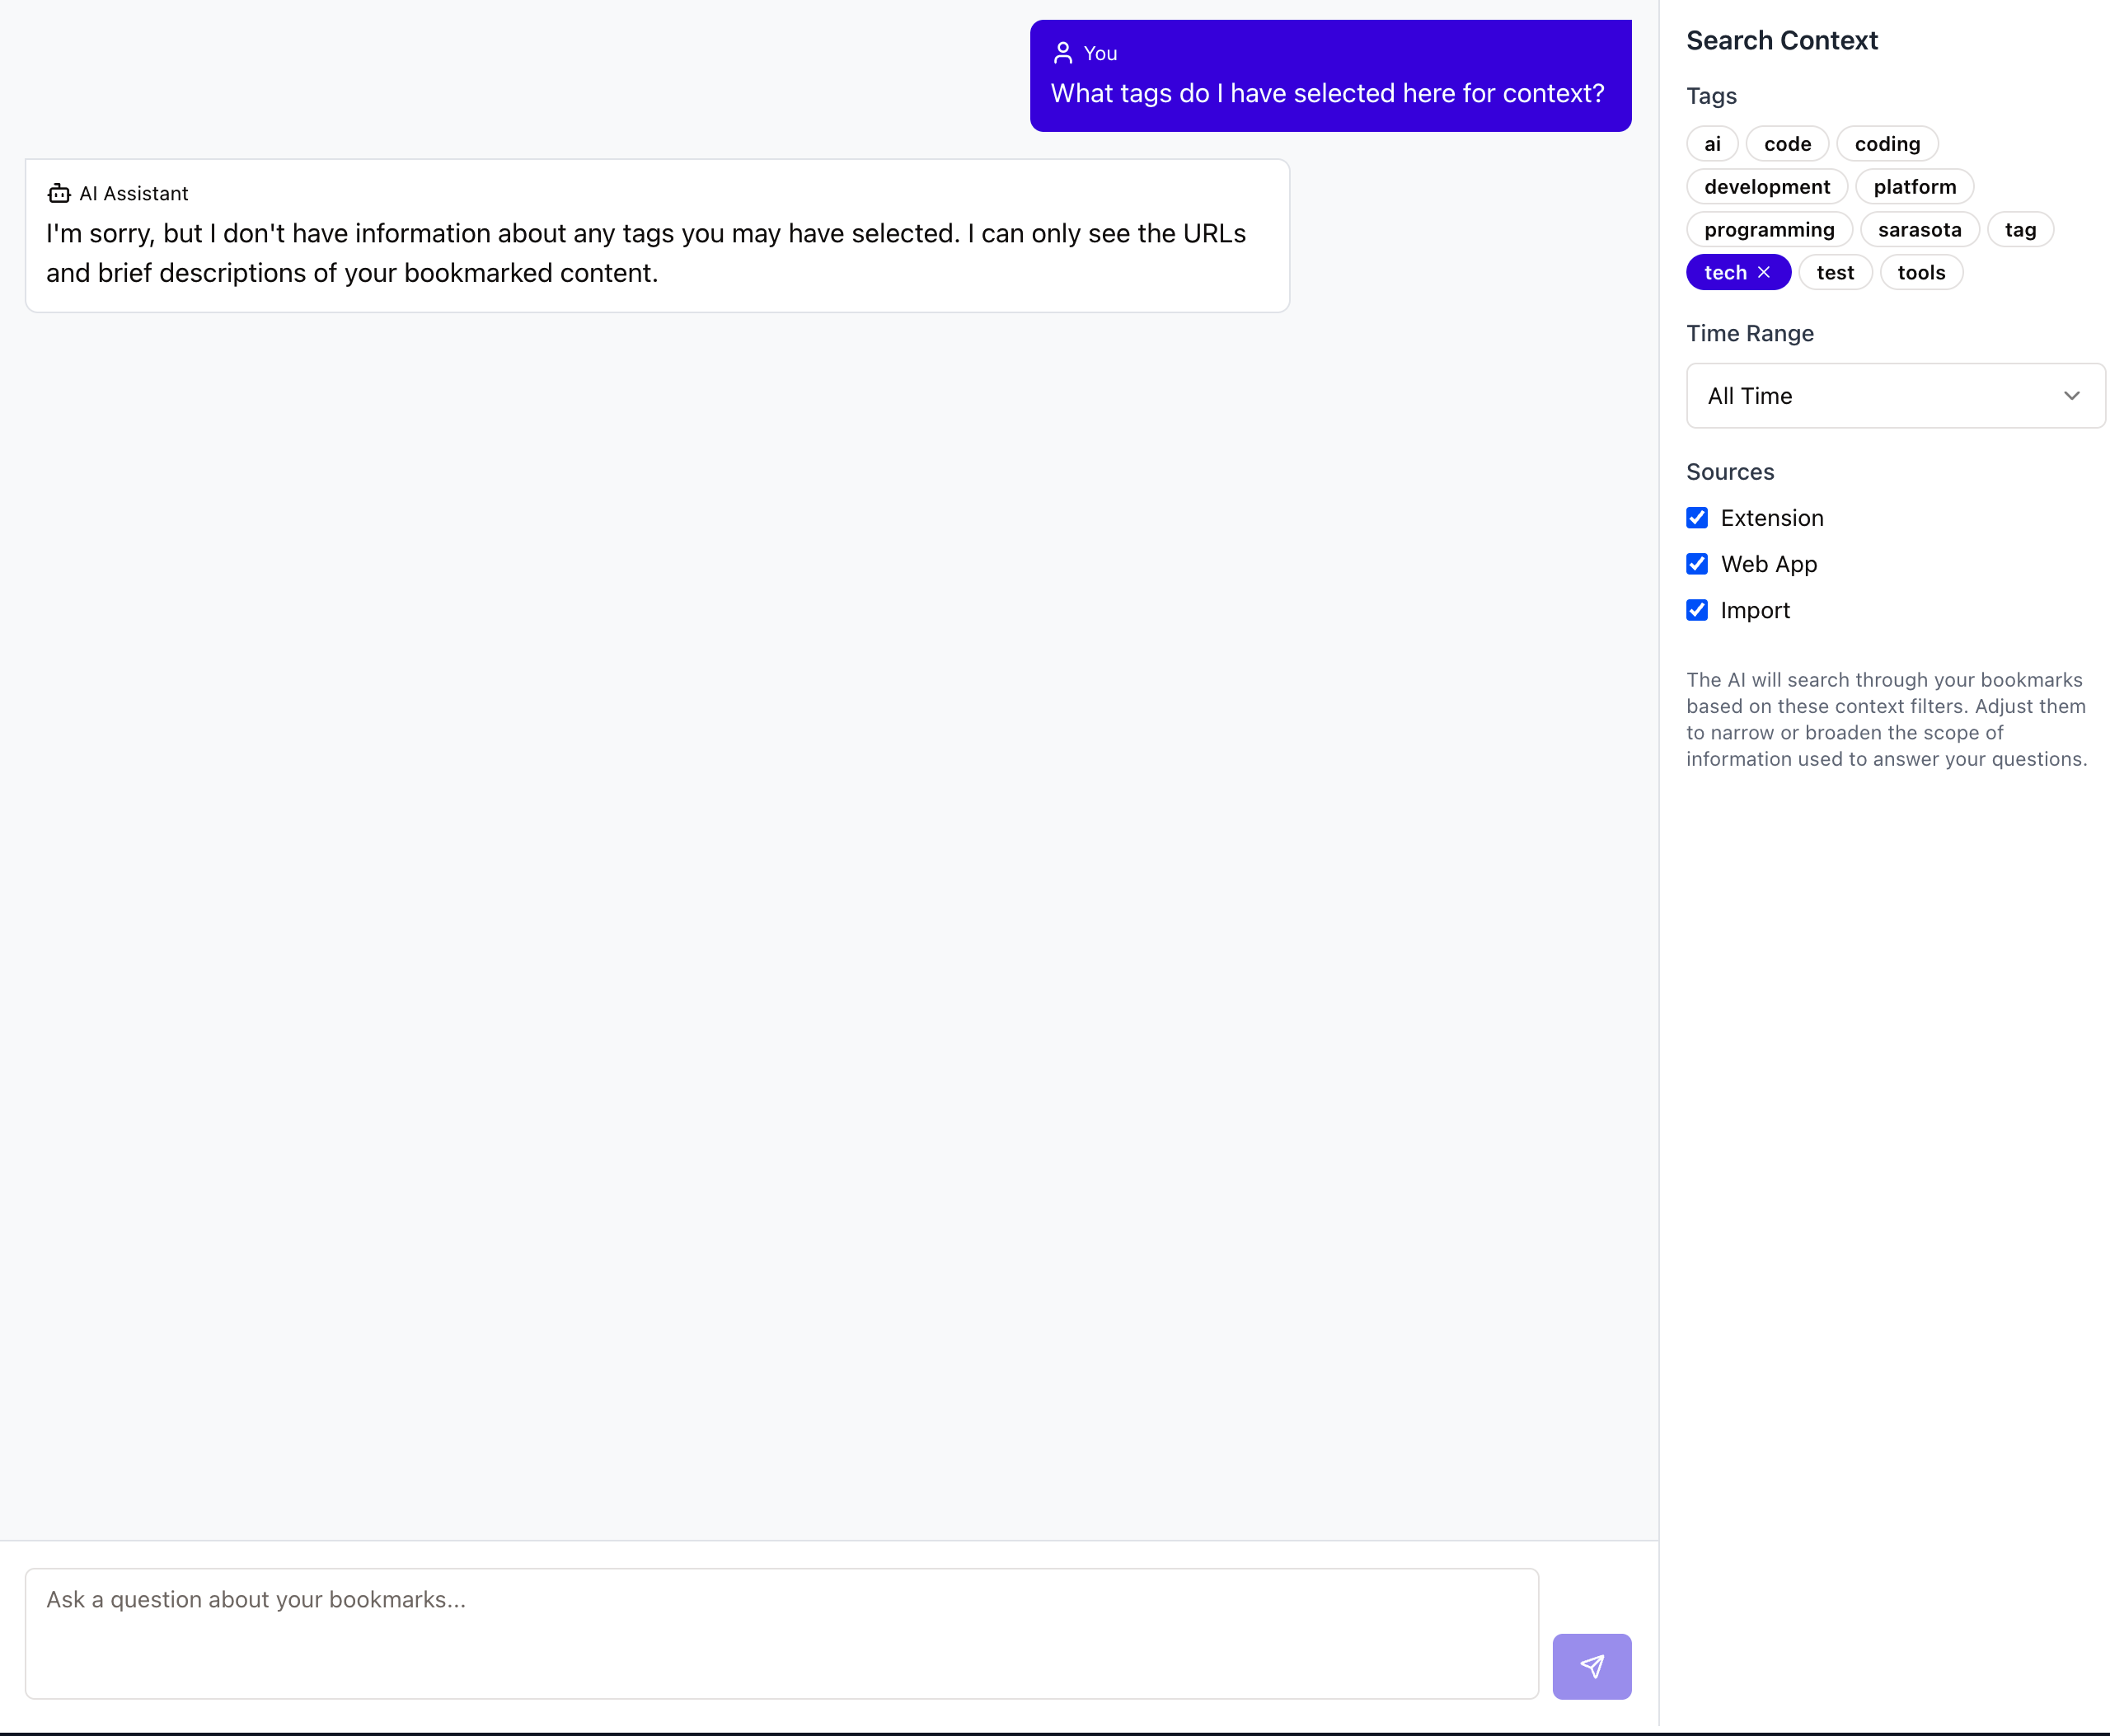 You
What tags do I have selected here for context?
AI Assistant
I'm sorry, but I don't have information about any tags you may have selected. I can only see the URLs
and brief descriptions of your bookmarked content.
Ask a question about your bookmarks...
Search Context
Tags
ai code coding
development platform
programming sarasota tag
tech × test tools
Time Range
All Time
Sources
Extension
Web App
Import
The AI will search through your bookmarks
based on these context filters. Adjust them
to narrow or broaden the scope of
information used to answer your questions.